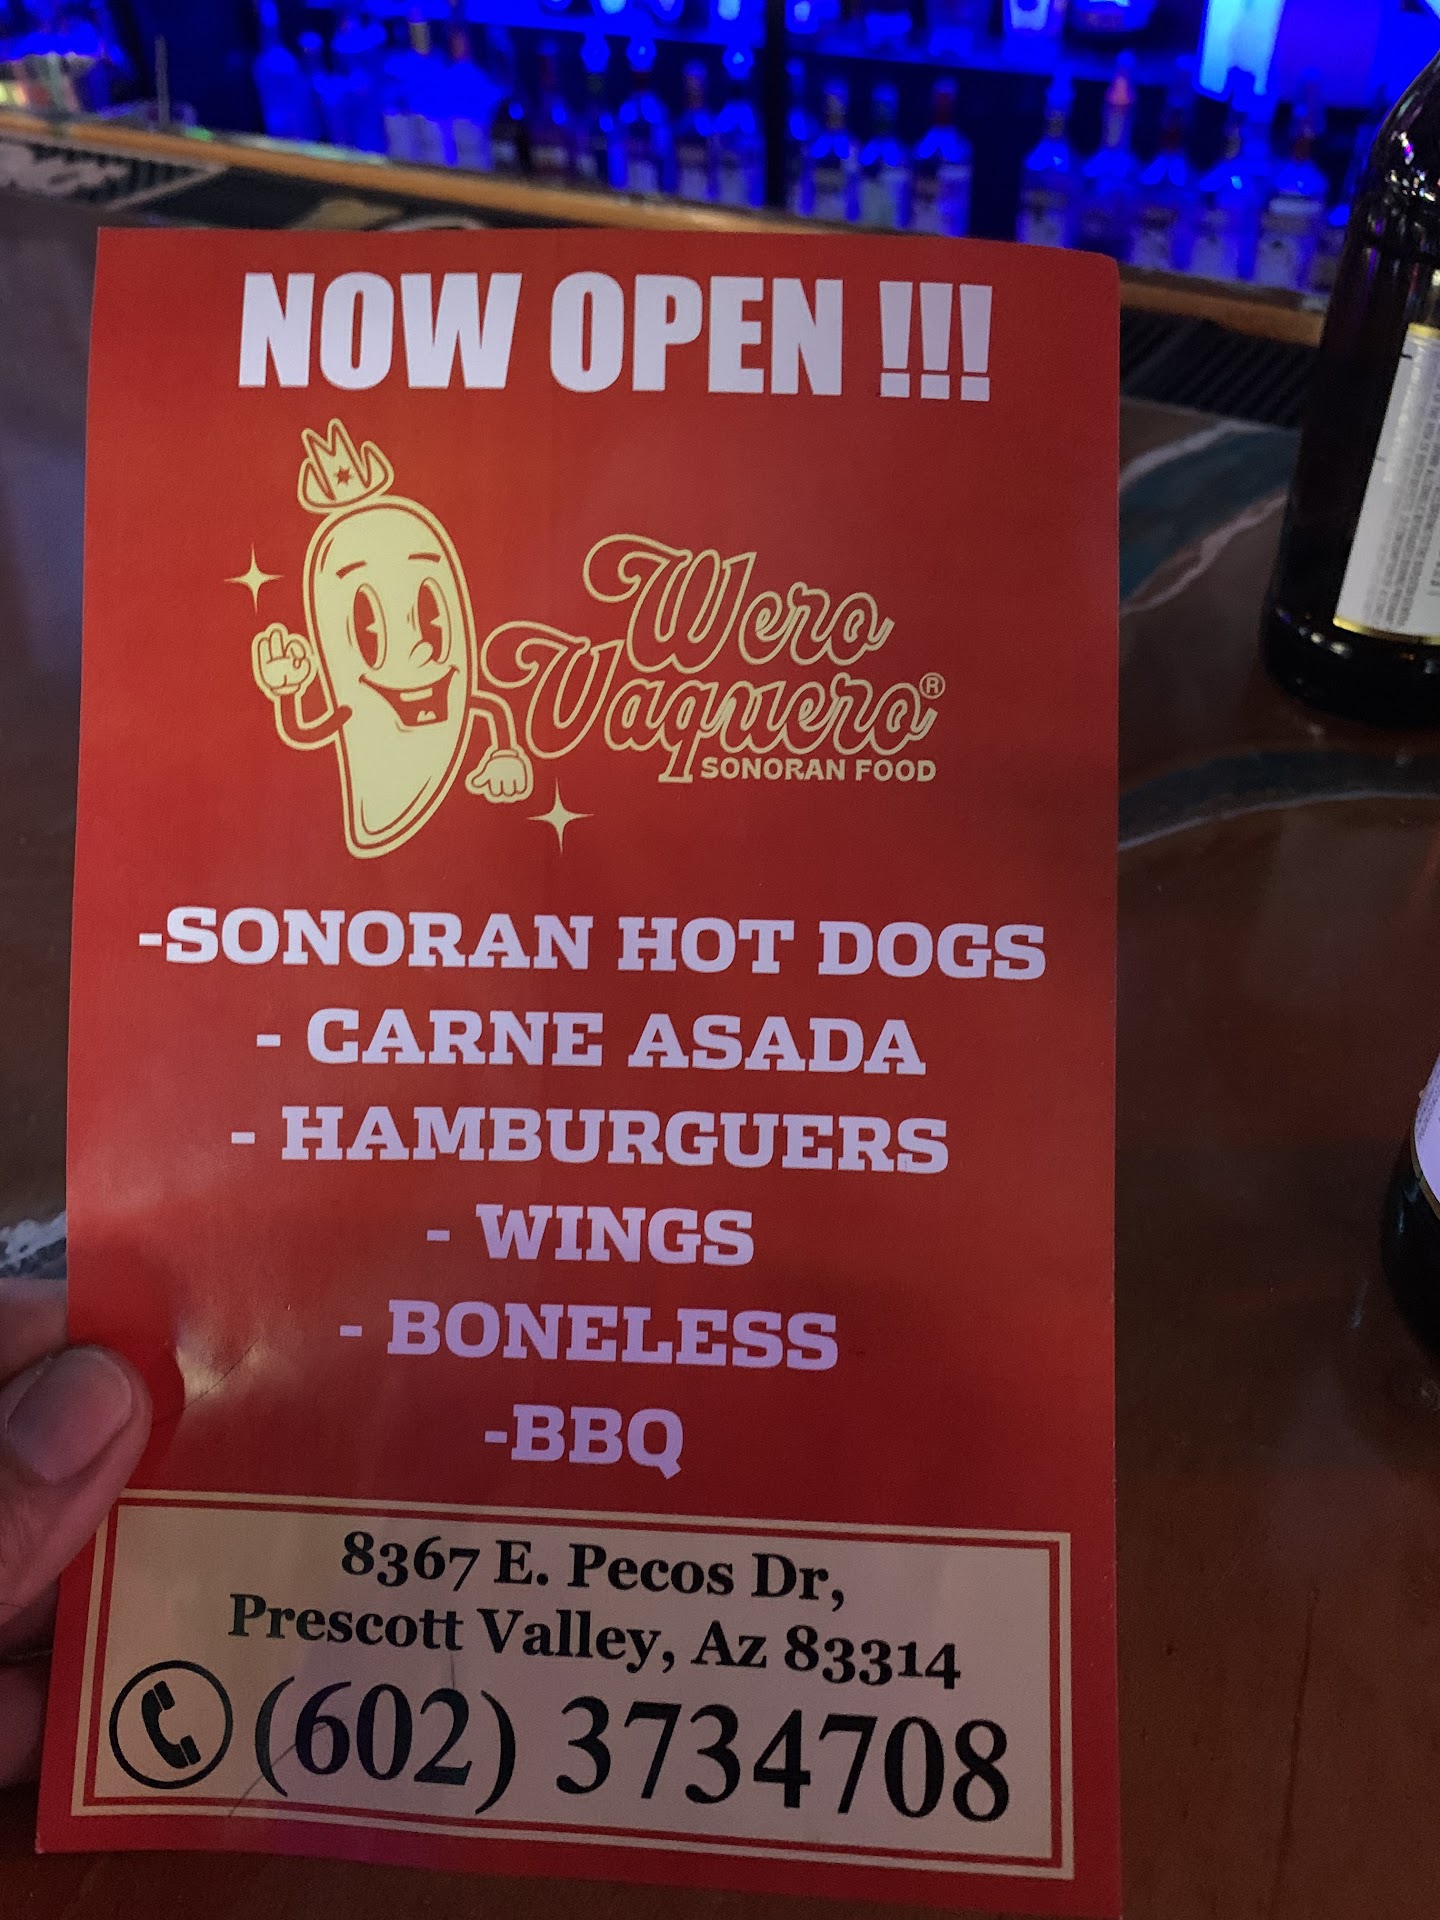 NOW OPEN !!!
Wero
Vaquero®
SONORAN FOOD
-SONORAN HOT DOGS
- CARNE ASADA
- HAMBURGUERS
- WINGS
- BONELESS
-BBQ
8367 E. Pecos Dr,
Prescott Valley, Az 83314
(602) 3734708